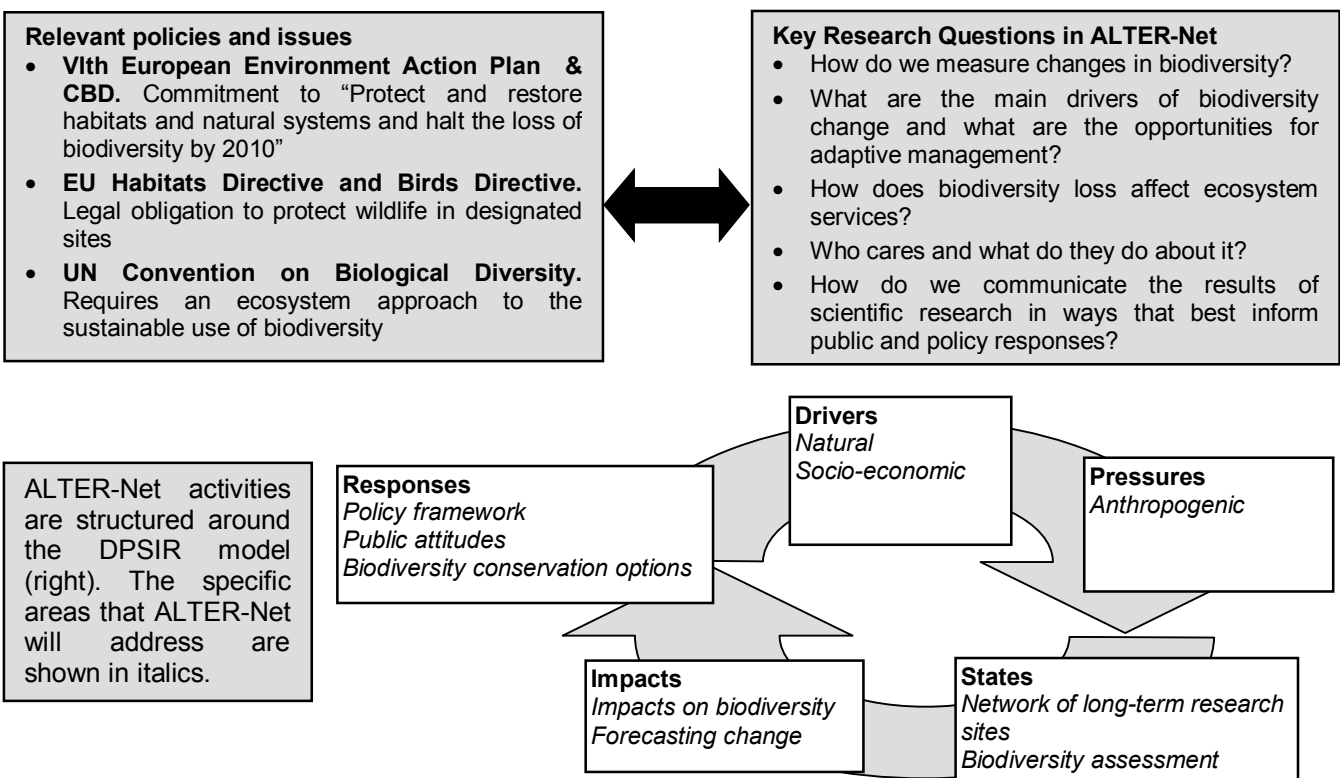 Relevant policies and issues
• VIth European Environment Action Plan &
CBD. Commitment to “Protect and restore
habitats and natural systems and halt the loss of
biodiversity by 2010”
• EU Habitats Directive and Birds Directive.
Legal obligation to protect wildlife in designated
sites
• UN Convention on Biological Diversity.
Requires an ecosystem approach to the
sustainable use of biodiversity
Key Research Questions in ALTER-Net
• How do we measure changes in biodiversity?
• What are the main drivers of biodiversity
change and what are the opportunities for
adaptive management?
• How does biodiversity loss affect ecosystem
services?
• Who cares and what do they do about it?
• How do we communicate the results of
scientific research in ways that best inform
public and policy responses?
ALTER-Net activities
are structured around
the DPSIR model
(right). The specific
areas that ALTER-Net
will address are
shown in italics.
Drivers
Natural
Socio-economic
Pressures
Anthropogenic
States
Network of long-term research
sites
Biodiversity assessment
Impacts
Impacts on biodiversity
Forecasting change
Responses
Policy framework
Public attitudes
Biodiversity conservation options